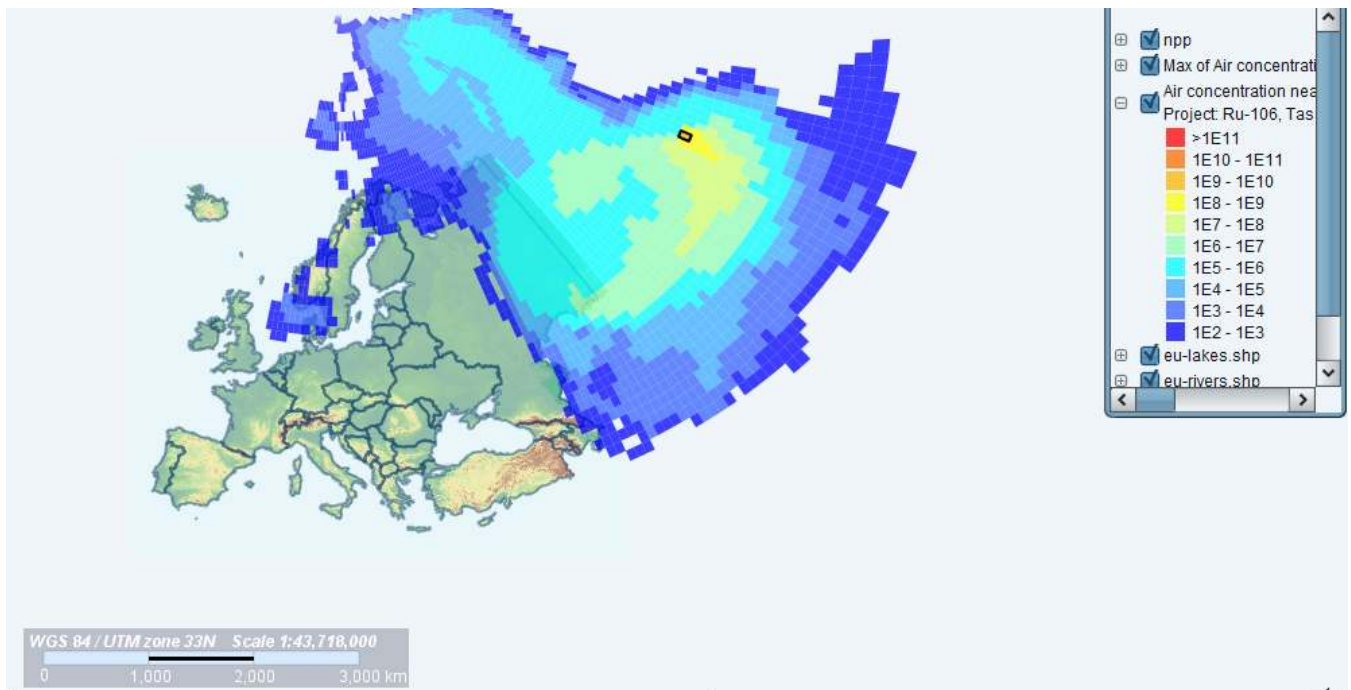 npp
Max of Air concentrati
Air concentration nea
Project: Ru-106, Tas
>1E11
1E10 - 1E11
1E9 - 1E10
1E8 - 1E9
1E7 - 1E8
1E6 - 1E7
1E5 - 1E6
1E4 - 1E5
1E3 - 1E4
1E2 - 1E3
eu-lakes.shp
eu-rivers.shp
WGS 84 / UTM zone 33N Scale 1:43,718,000
0 1,000 2,000 3,000 km